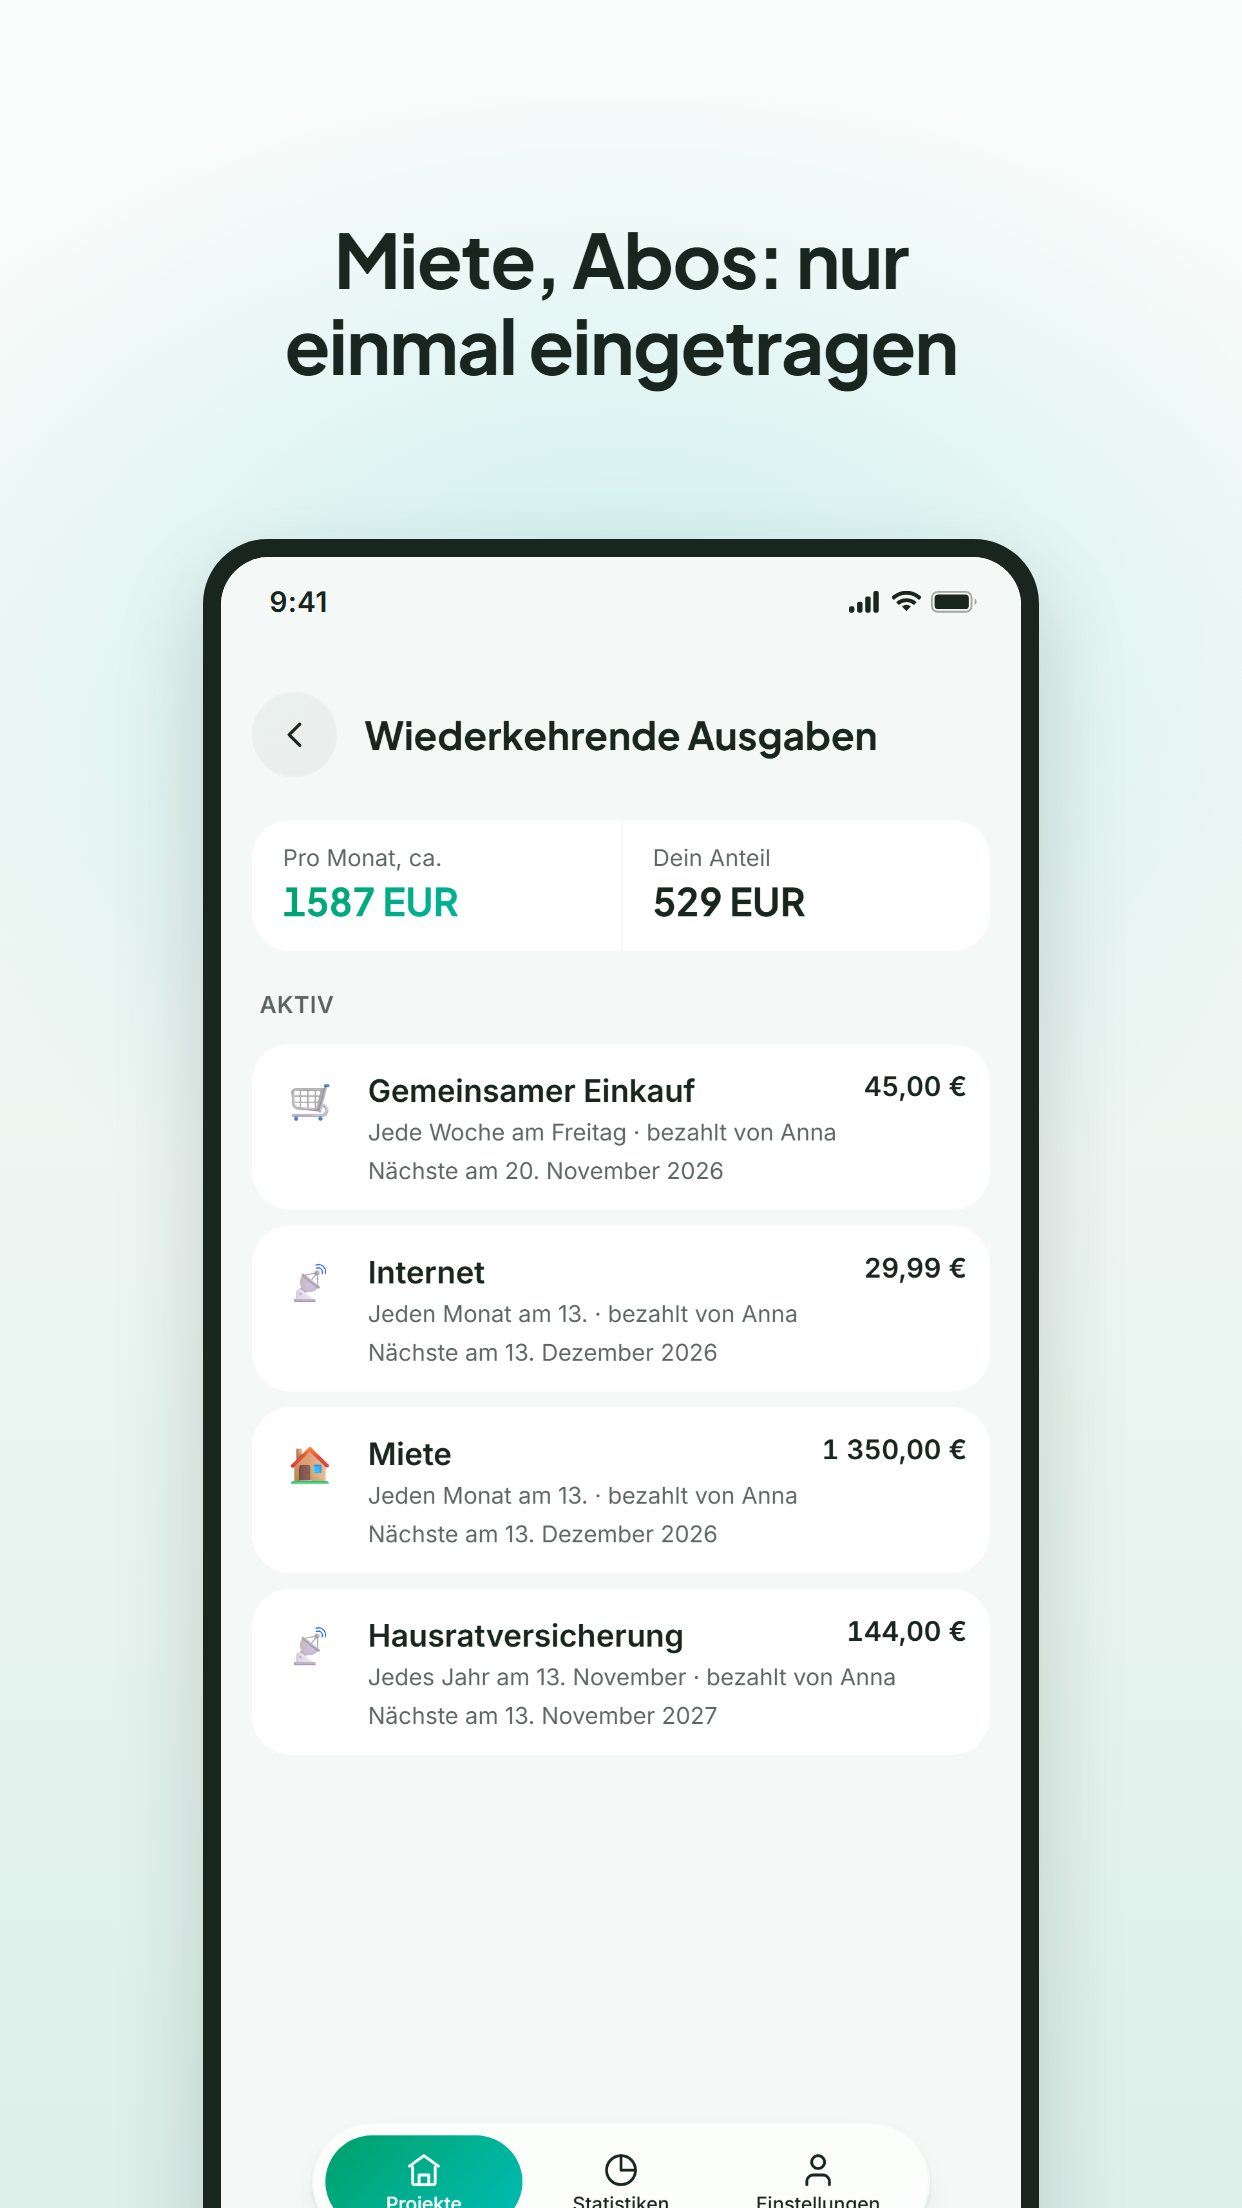 Miete, Abos: nur
einmal eingetragen
9:41
Wiederkehrende Ausgaben
Pro Monat, ca.
1587 EUR
Dein Anteil
529 EUR
AKTIV
Gemeinsamer Einkauf
45,00 €
Jede Woche am Freitag · bezahlt von Anna
Nächste am 20. November 2026
Internet
29,99 €
Jeden Monat am 13. · bezahlt von Anna
Nächste am 13. Dezember 2026
Miete
1 350,00 €
Jeden Monat am 13. · bezahlt von Anna
Nächste am 13. Dezember 2026
Hausratversicherung
144,00 €
Jedes Jahr am 13. November · bezahlt von Anna
Nächste am 13. November 2027
Projekte
Statistiken
Einstellungen